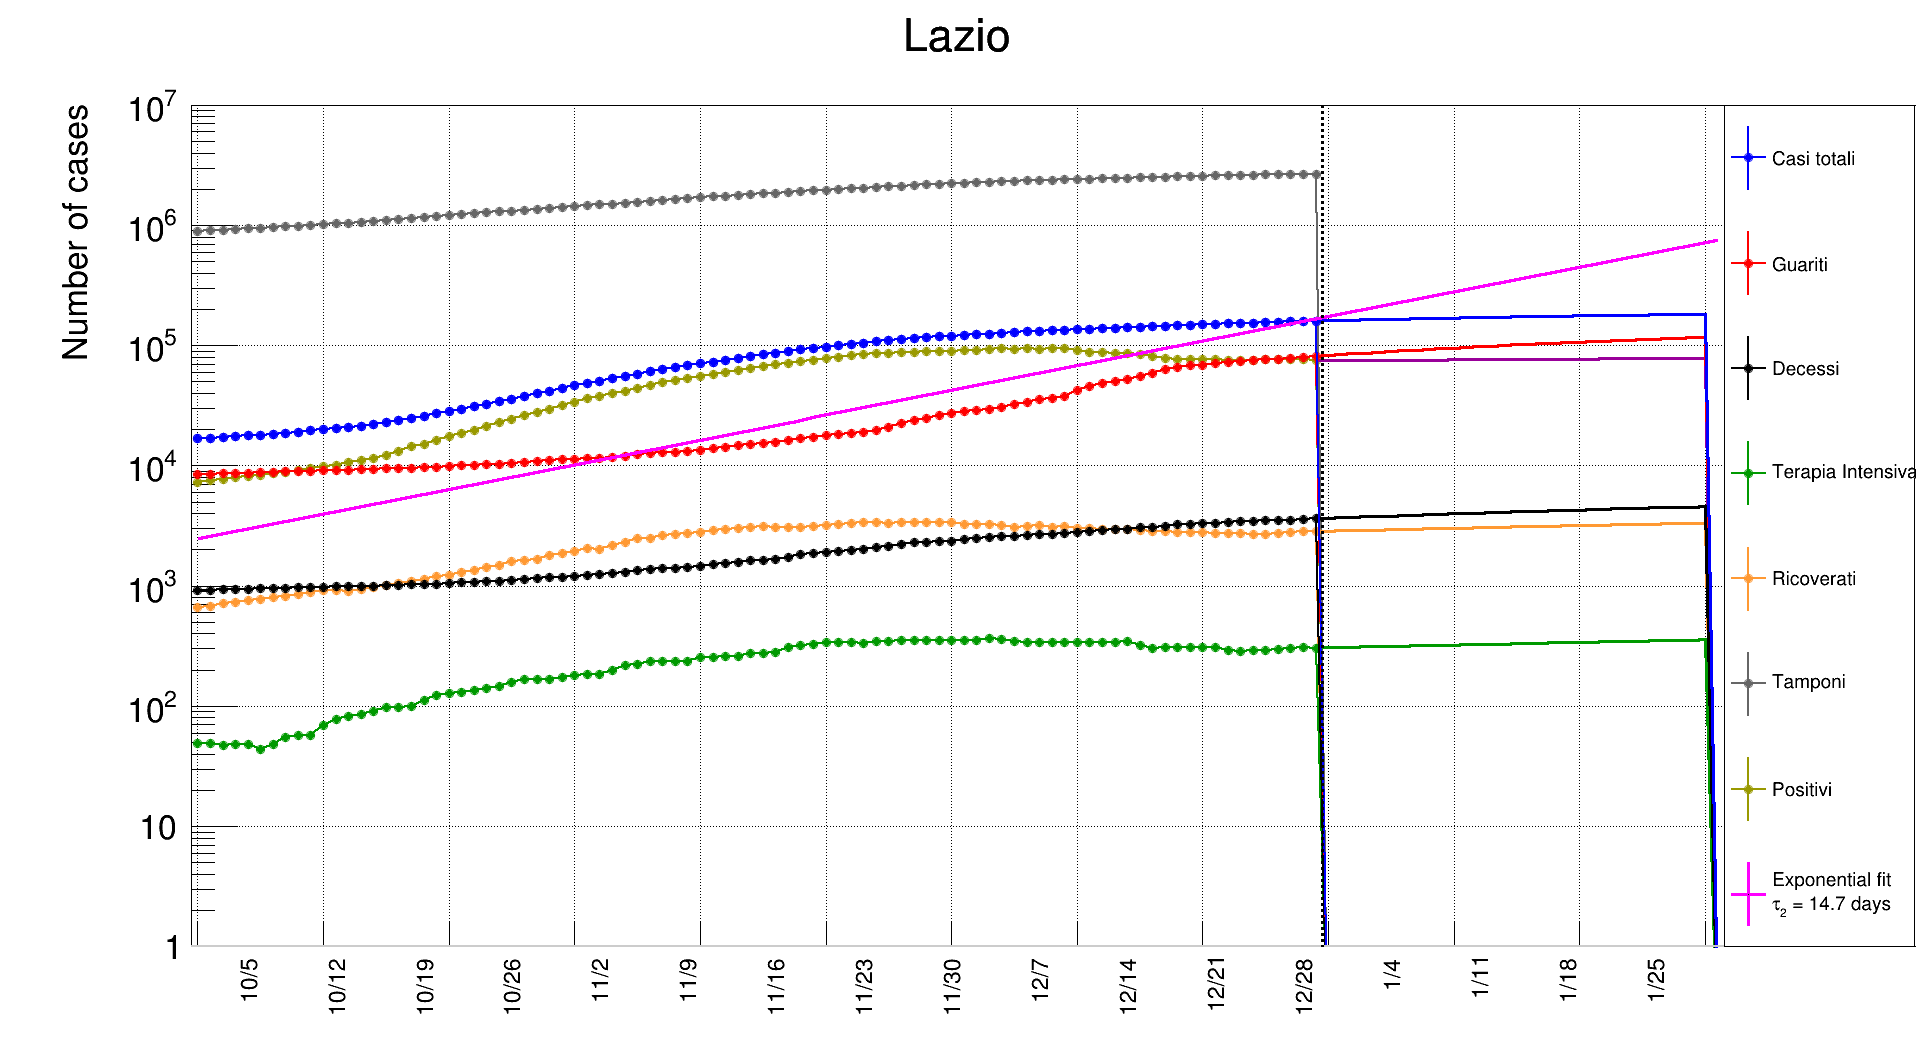 Lazio
Number of cases
10^7
10^6
10^5
10^4
10^3
10^2
10
1
10/5
10/12
10/19
10/26
11/2
11/9
11/16
11/23
11/30
12/7
12/14
12/21
12/28
1/4
1/11
1/18
1/25
Casi totali
Guariti
Decessi
Terapia Intensiva
Ricoverati
Tamponi
Positivi
Exponential fit
τ_2 = 14.7 days